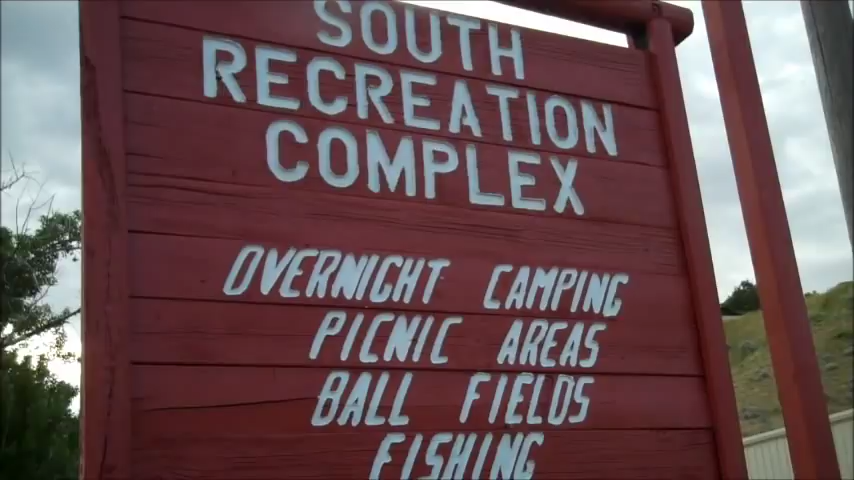 SOUTH
RECREATION
COMPLEX
OVERNIGHT CAMPING
PICNIC AREAS
BALL FIELDS
FISHING